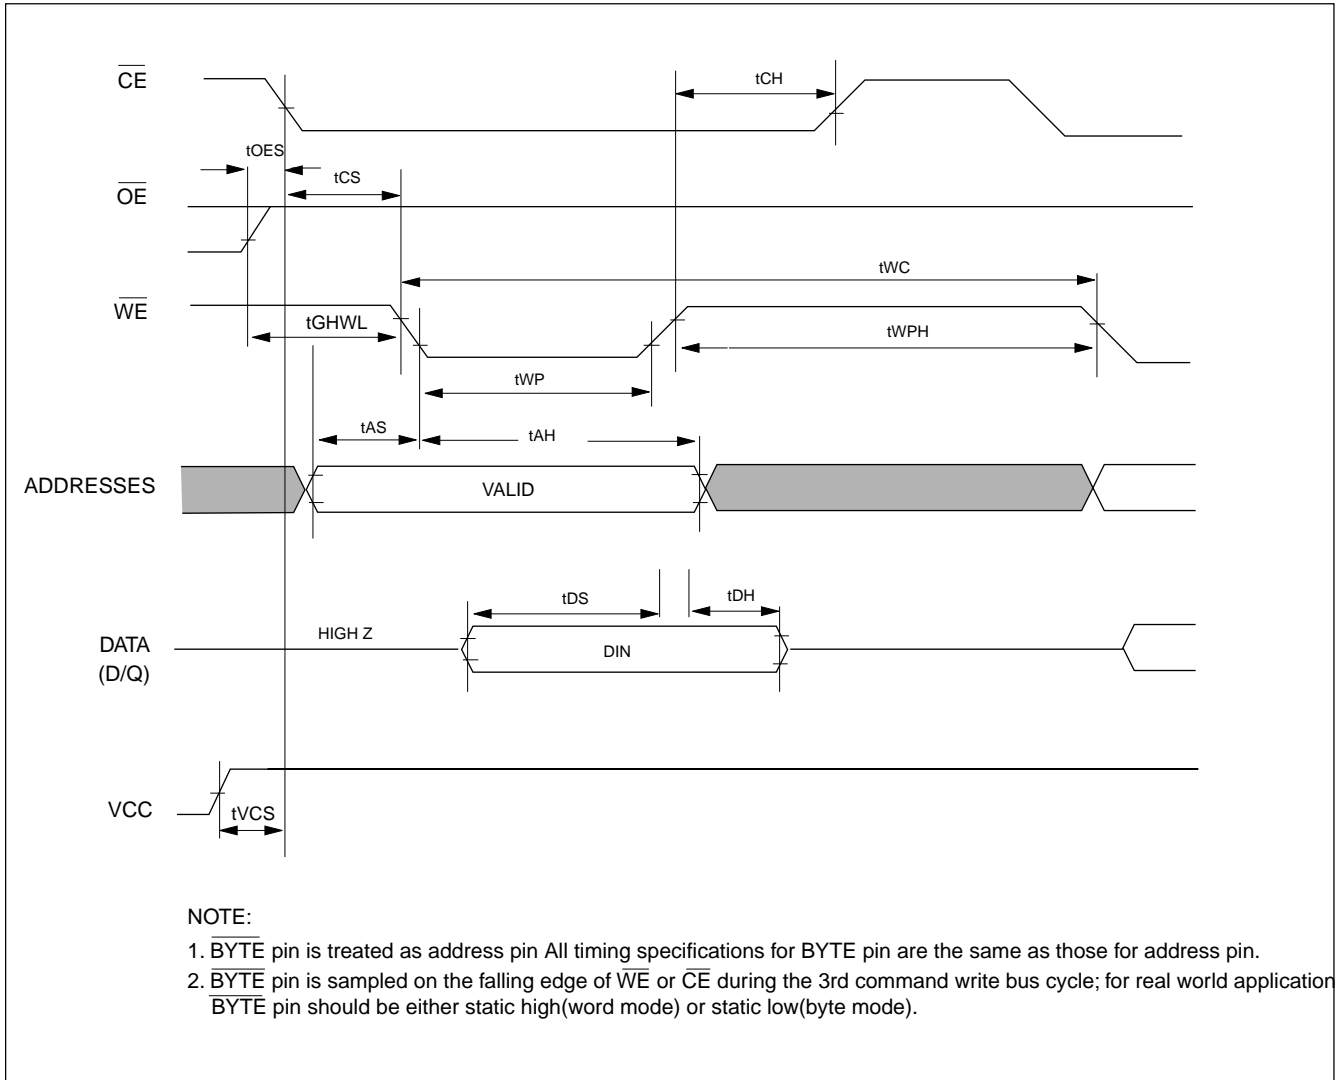 CE
tCH
tOES
tCS
OE
tWC
WE
tGHWL
tWPH
tWP
tAS
tAH
ADDRESSES
VALID
tDS
tDH
HIGH Z
DATA
(D/Q)
DIN
VCC
tVCS
NOTE:
1. BYTE pin is treated as address pin All timing specifications for BYTE pin are the same as those for address pin.
2. BYTE pin is sampled on the falling edge of WE or CE during the 3rd command write bus cycle; for real world application
BYTE pin should be either static high(word mode) or static low(byte mode).